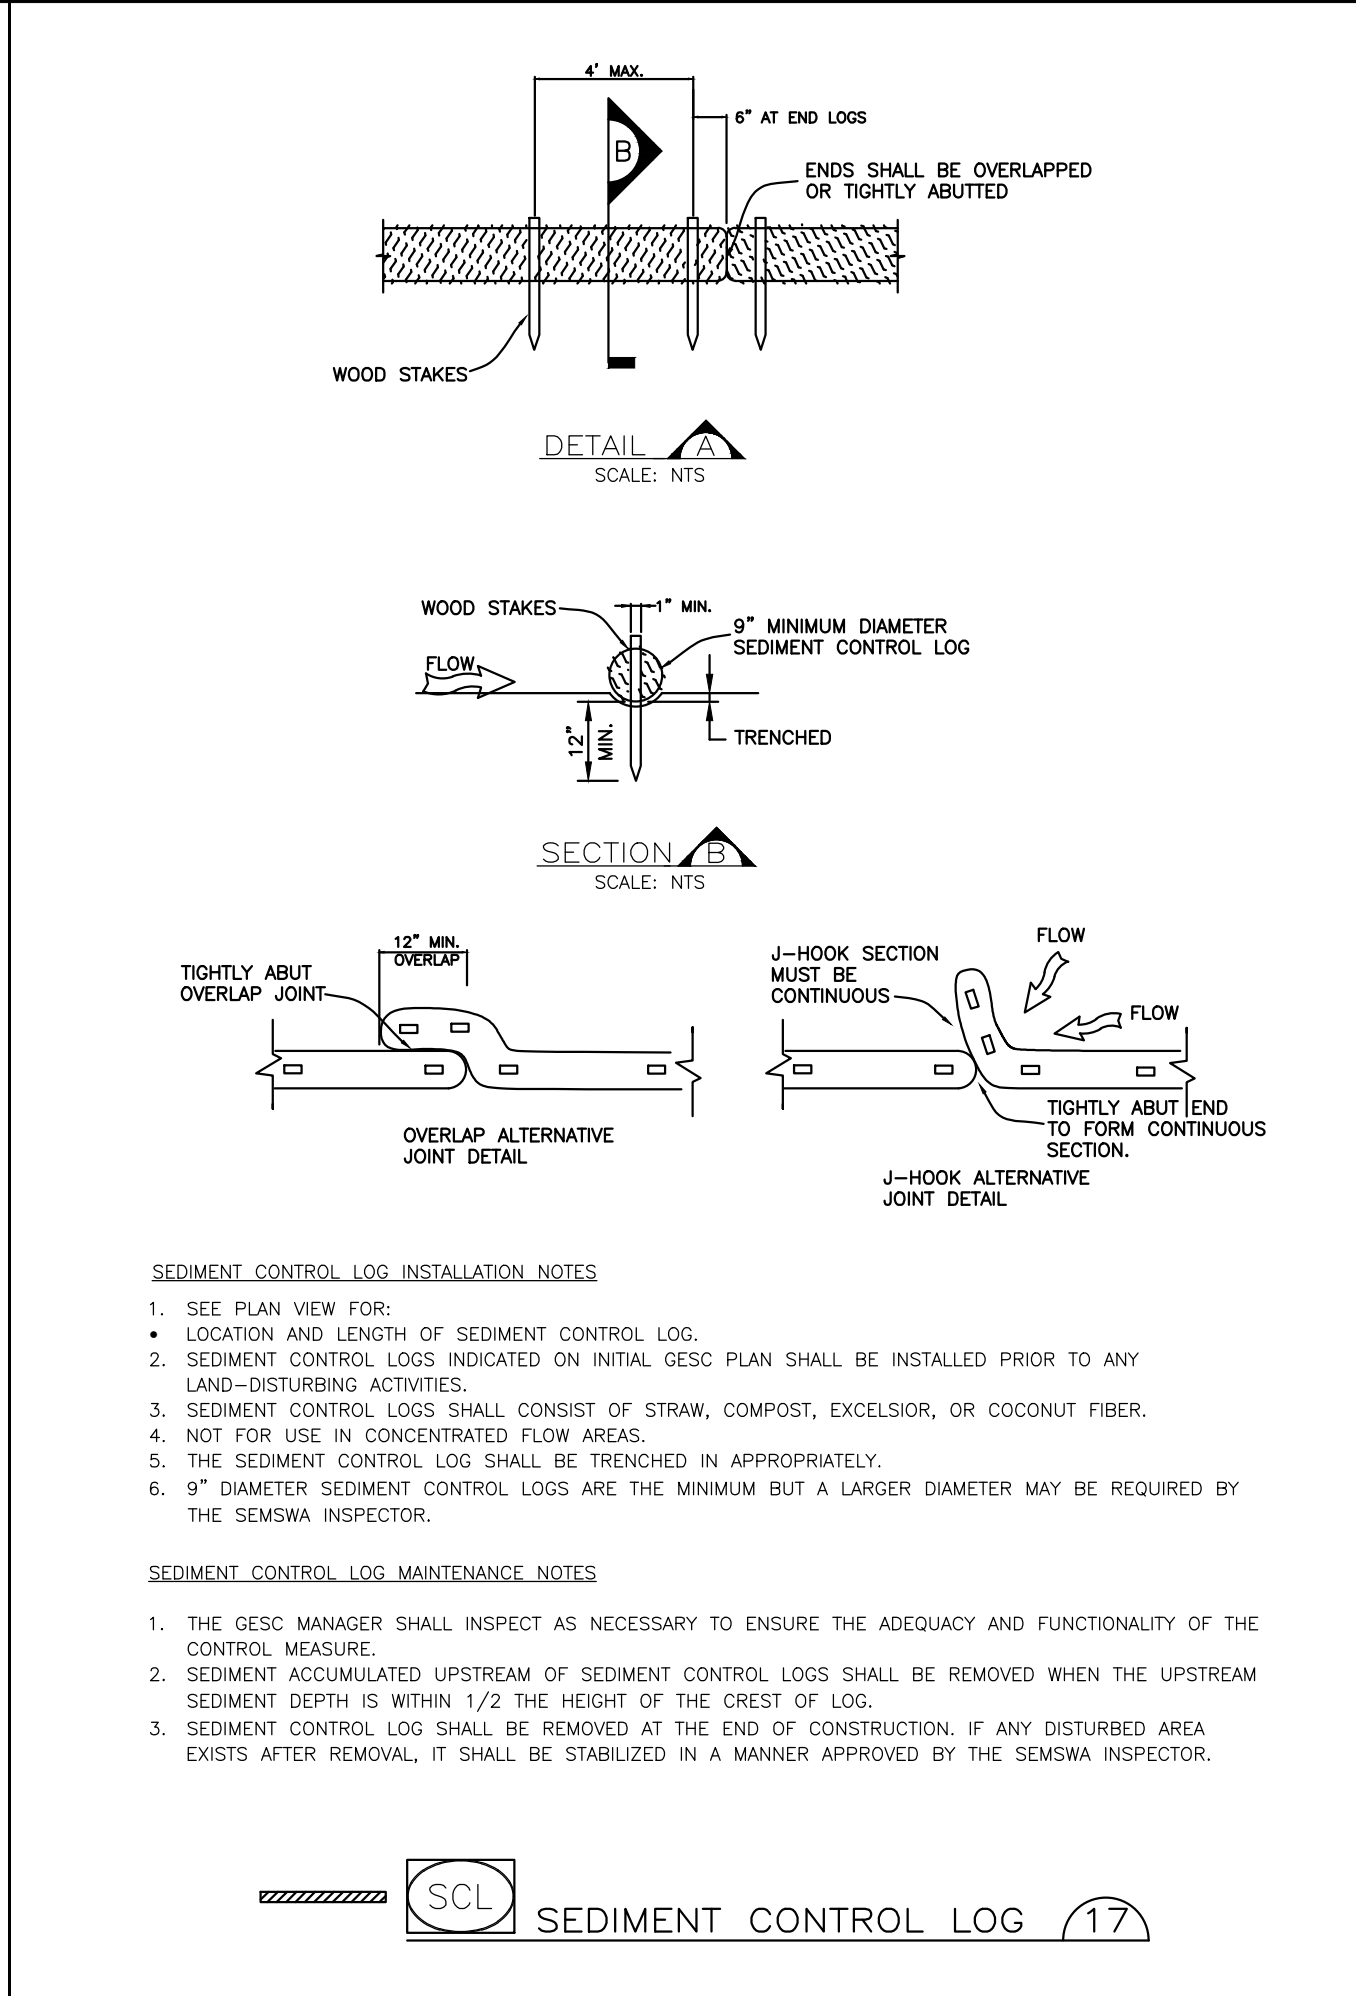 4' MAX.
6" AT END LOGS
B
ENDS SHALL BE OVERLAPPED
OR TIGHTLY ABUTTED
WOOD STAKES
DETAIL A
SCALE: NTS
WOOD STAKES
1" MIN.
9" MINIMUM DIAMETER
SEDIMENT CONTROL LOG
FLOW
12"
MIN.
TRENCHED
SECTION B
SCALE: NTS
12" MIN.
OVERLAP
TIGHTLY ABUT
OVERLAP JOINT
OVERLAP ALTERNATIVE
JOINT DETAIL
J-HOOK SECTION
MUST BE
CONTINUOUS
FLOW
FLOW
TIGHTLY ABUT END
TO FORM CONTINUOUS
SECTION.
J-HOOK ALTERNATIVE
JOINT DETAIL
SEDIMENT CONTROL LOG INSTALLATION NOTES
1. SEE PLAN VIEW FOR:
• LOCATION AND LENGTH OF SEDIMENT CONTROL LOG.
2. SEDIMENT CONTROL LOGS INDICATED ON INITIAL GESC PLAN SHALL BE INSTALLED PRIOR TO ANY
LAND-DISTURBING ACTIVITIES.
3. SEDIMENT CONTROL LOGS SHALL CONSIST OF STRAW, COMPOST, EXCELSIOR, OR COCONUT FIBER.
4. NOT FOR USE IN CONCENTRATED FLOW AREAS.
5. THE SEDIMENT CONTROL LOG SHALL BE TRENCHED IN APPROPRIATELY.
6. 9" DIAMETER SEDIMENT CONTROL LOGS ARE THE MINIMUM BUT A LARGER DIAMETER MAY BE REQUIRED BY
THE SEMSWA INSPECTOR.
SEDIMENT CONTROL LOG MAINTENANCE NOTES
1. THE GESC MANAGER SHALL INSPECT AS NECESSARY TO ENSURE THE ADEQUACY AND FUNCTIONALITY OF THE
CONTROL MEASURE.
2. SEDIMENT ACCUMULATED UPSTREAM OF SEDIMENT CONTROL LOGS SHALL BE REMOVED WHEN THE UPSTREAM
SEDIMENT DEPTH IS WITHIN 1/2 THE HEIGHT OF THE CREST OF LOG.
3. SEDIMENT CONTROL LOG SHALL BE REMOVED AT THE END OF CONSTRUCTION. IF ANY DISTURBED AREA
EXISTS AFTER REMOVAL, IT SHALL BE STABILIZED IN A MANNER APPROVED BY THE SEMSWA INSPECTOR.
SCL
SEDIMENT CONTROL LOG 17